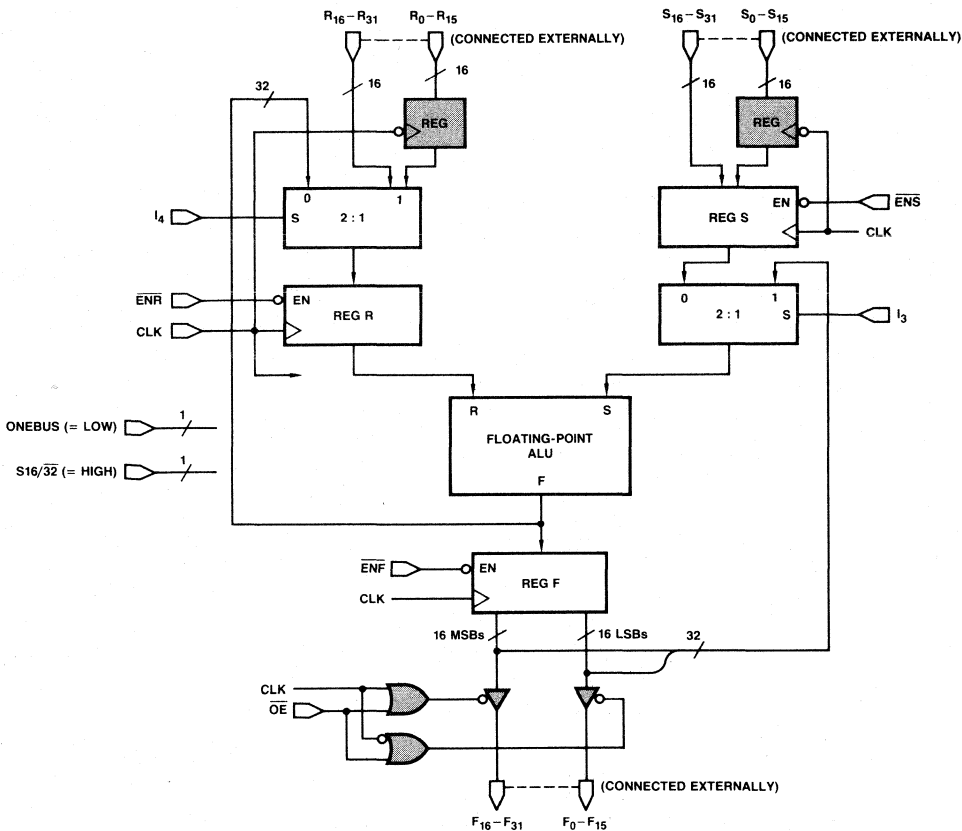 R16–R31 R0–R15 (CONNECTED EXTERNALLY) S16–S31 S0–S15 (CONNECTED EXTERNALLY)
32 16 16 16 16
REG REG
0 1
I4 S 2 : 1
REG S EN ENS
CLK
ENR EN
REG R
CLK
0 1
2 : 1 S I3
R S
FLOATING-POINT
ALU
F
ONEBUS (= LOW) 1
S16/32 (= HIGH) 1
ENF EN
REG F
CLK
16 MSBs 16 LSBs 32
CLK
OE
(CONNECTED EXTERNALLY)
F16–F31 F0–F15